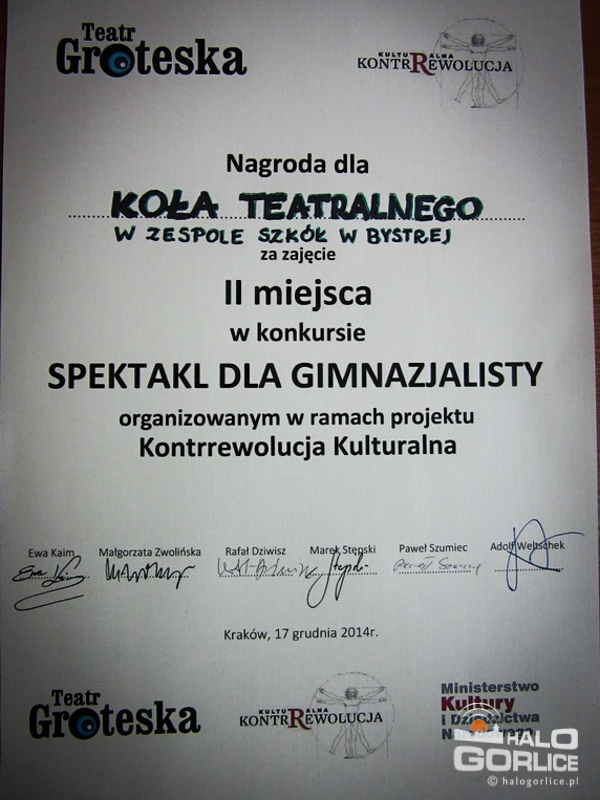 Teatr
Groteska
KULTURALNA
KONTRREWOLUCJA
Nagroda dla
KOŁA TEATRALNEGO
W ZESPOLE SZKÓŁ W BYSTREJ
za zajęcie
II miejsca
w konkursie
SPEKTAKL DLA GIMNAZJALISTY
organizowanym w ramach projektu
Kontrrewolucja Kulturalna
Ewa Kaim Małgorzata Zwolińska Rafał Dziwisz Marek Stępski Paweł Szumiec Adolf Weltschek
Kraków, 17 grudnia 2014r.
Teatr
Groteska
KULTURALNA
KONTRREWOLUCJA
Ministerstwo
Kultury
i Dziedzictwa
Narodowego
HALO
GORLICE
© halogorlice.pl